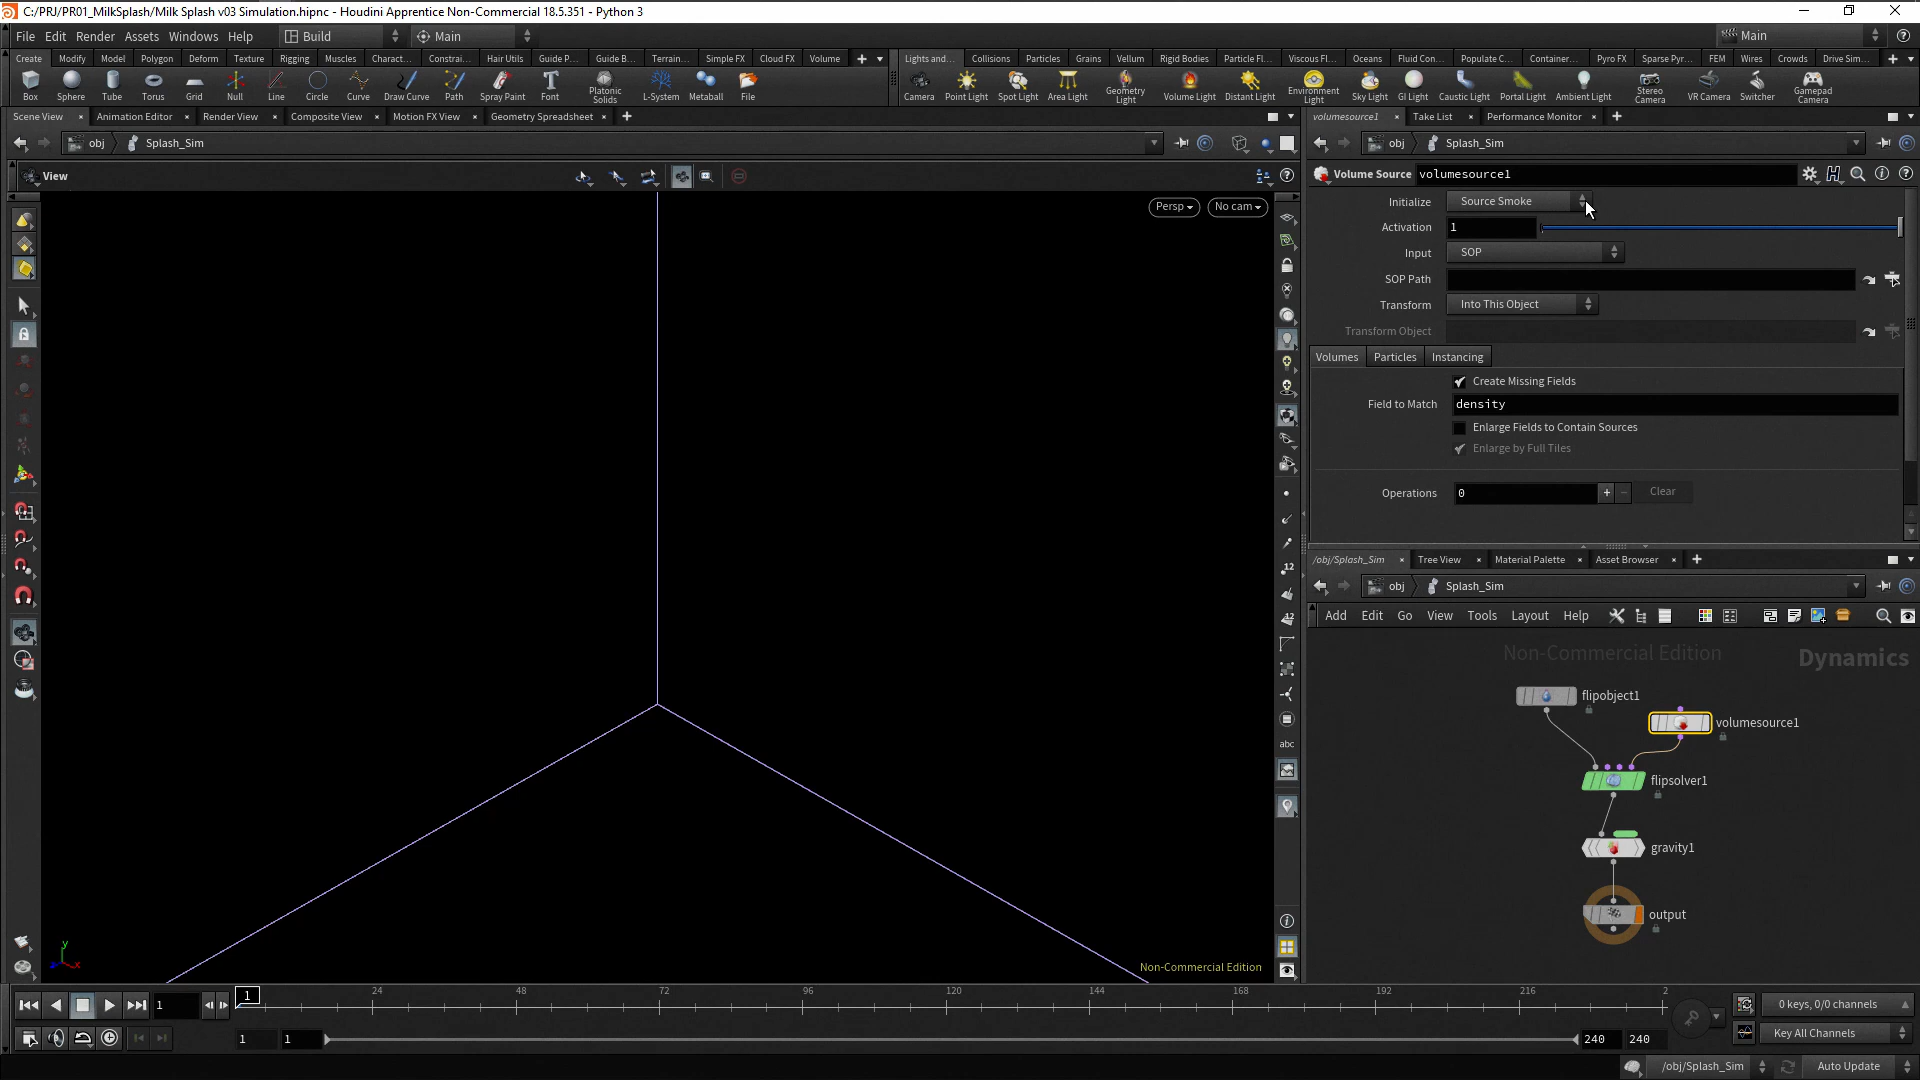 C:/PRJ/PR01_MilkSplash/Milk Splash v03 Simulation.hipnc - Houdini Apprentice Non-Commercial 18.5.351 - Python 3
File Edit Render Assets Windows Help Build Main Main
Create Modify Model Polygon Deform Texture Rigging Muscles Charact... Constrai... Hair Utils Guide P... Guide B... Terrain... Simple FX Cloud FX Volume
Lights and... Collisions Particles Grains Vellum Rigid Bodies Particle Fl... Viscous Fl... Oceans Fluid Con... Populate C... Container... Pyro FX Sparse Pyr... FEM Wires Crowds Drive Sim...
Box Sphere Tube Torus Grid Null Line Circle Curve Draw Curve Path Spray Paint Font Platonic Solids L-System Metaball File
Camera Point Light Spot Light Area Light Geometry Light Volume Light Distant Light Environment Light Sky Light GI Light Caustic Light Portal Light Ambient Light Stereo Camera VR Camera Switcher Gamepad Camera
Scene View Animation Editor Render View Composite View Motion FX View Geometry Spreadsheet
obj Splash_Sim
View
Persp No cam
12
12
abc
Non-Commercial Edition
y
x
z
volumesource1 Take List Performance Monitor
obj Splash_Sim
Volume Source volumesource1
Initialize Source Smoke
Activation 1
Input SOP
SOP Path
Transform Into This Object
Transform Object
Volumes Particles Instancing
Create Missing Fields
Field to Match density
Enlarge Fields to Contain Sources
Enlarge by Full Tiles
Operations 0 Clear
/obj/Splash_Sim Tree View Material Palette Asset Browser
obj Splash_Sim
Add Edit Go View Tools Layout Help
Non-Commercial Edition Dynamics
flipobject1
volumesource1
flipsolver1
gravity1
output
1 1 24 48 72 96 120 144 168 192 216 2
0 keys, 0/0 channels
1 1 240 240 Key All Channels
/obj/Splash_Sim Auto Update